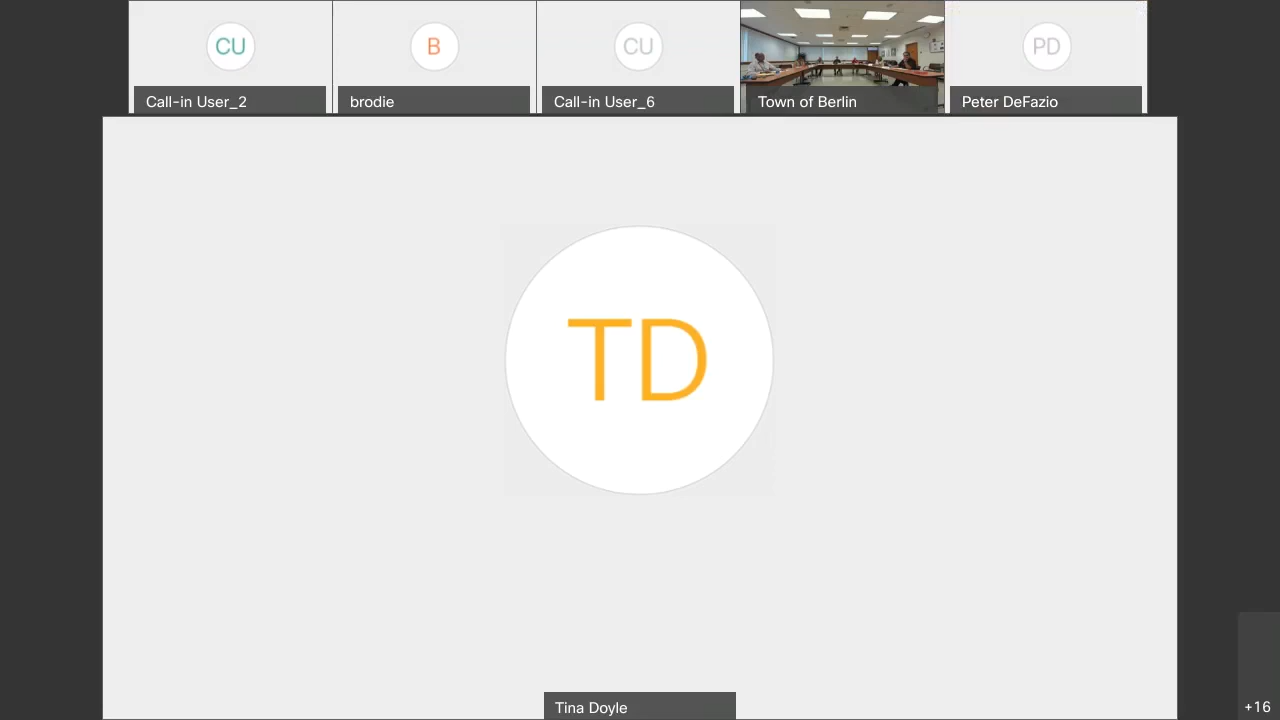 CU
B
CU
PD
Call-in User_2
brodie
Call-in User_6
Town of Berlin
Peter DeFazio
TD
Tina Doyle
+16